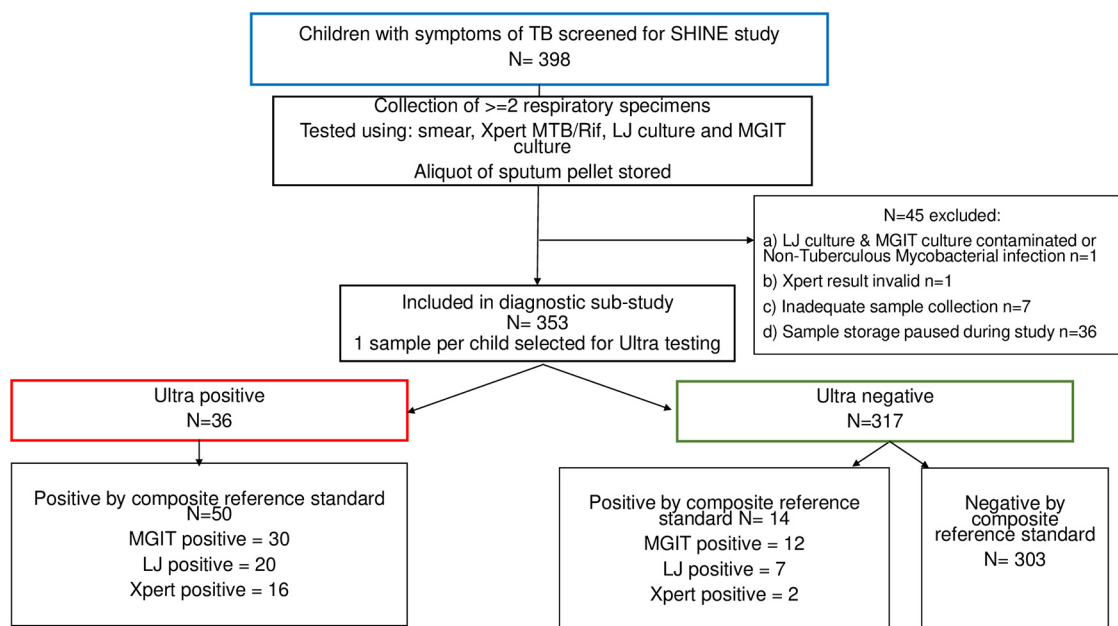 Children with symptoms of TB screened for SHINE study
N= 398
Collection of >=2 respiratory specimens
Tested using: smear, Xpert MTB/Rif, LJ culture and MGIT
culture
Aliquot of sputum pellet stored
N=45 excluded:
a) LJ culture & MGIT culture contaminated or
Non-Tuberculous Mycobacterial infection n=1
b) Xpert result invalid n=1
c) Inadequate sample collection n=7
d) Sample storage paused during study n=36
Included in diagnostic sub-study
N= 353
1 sample per child selected for Ultra testing
Ultra positive
N=36
Ultra negative
N=317
Positive by composite reference standard
N=50
MGIT positive = 30
LJ positive = 20
Xpert positive = 16
Positive by composite reference
standard N= 14
MGIT positive = 12
LJ positive = 7
Xpert positive = 2
Negative by
composite
reference standard
N= 303